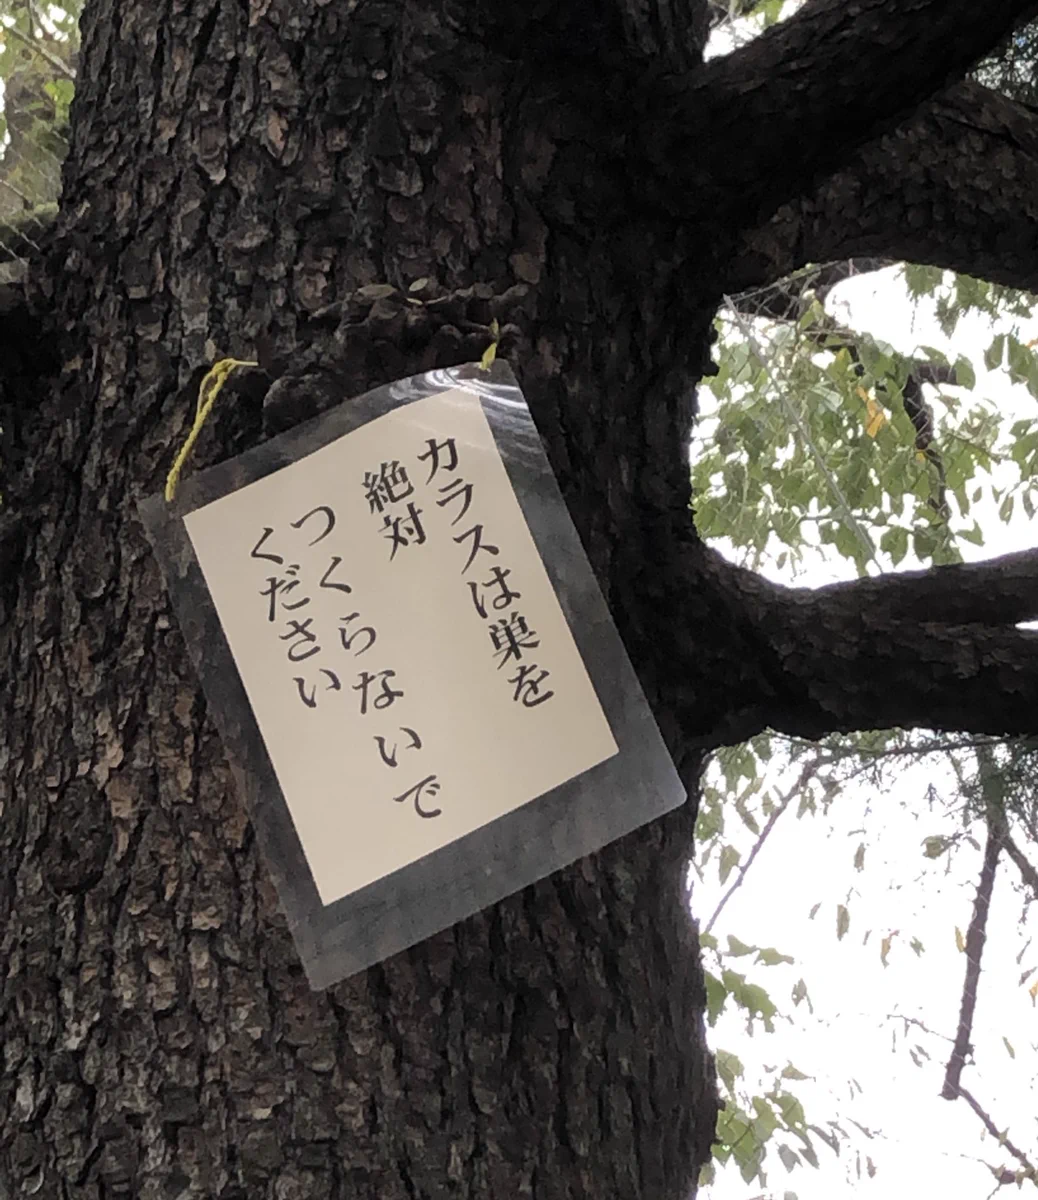 カラスは巣を
絶対
つくらないで
ください